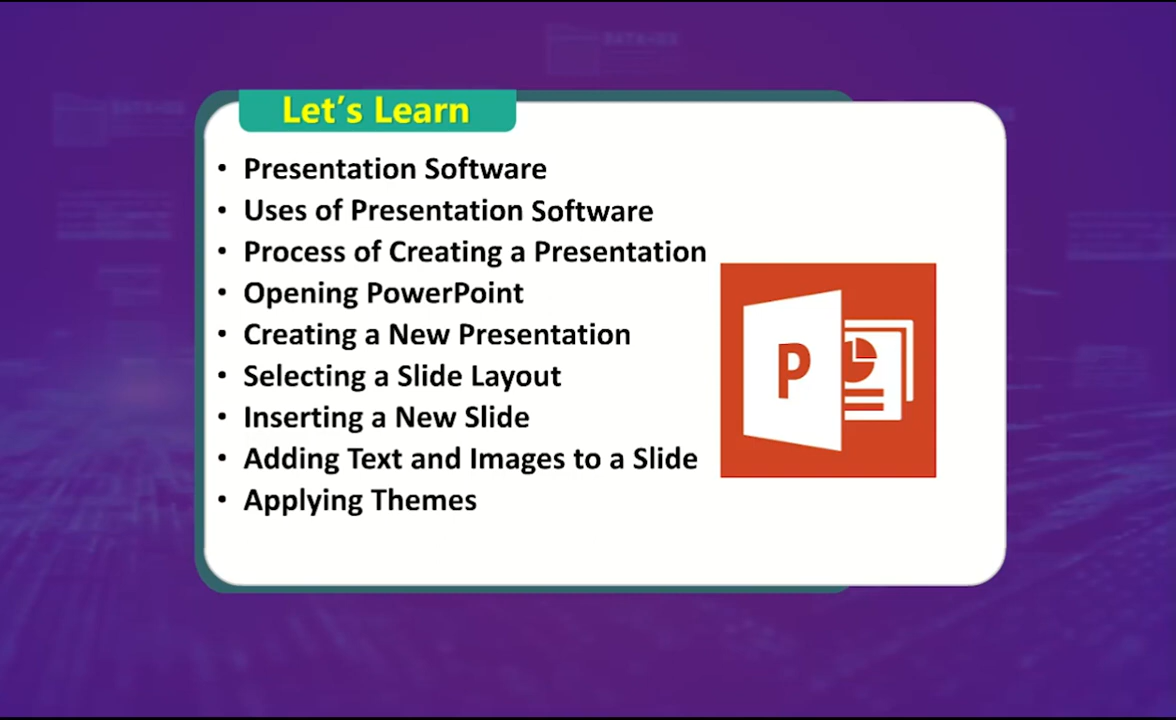 Let's Learn
• Presentation Software
• Uses of Presentation Software
• Process of Creating a Presentation
• Opening PowerPoint
• Creating a New Presentation
• Selecting a Slide Layout
• Inserting a New Slide
• Adding Text and Images to a Slide
• Applying Themes
P